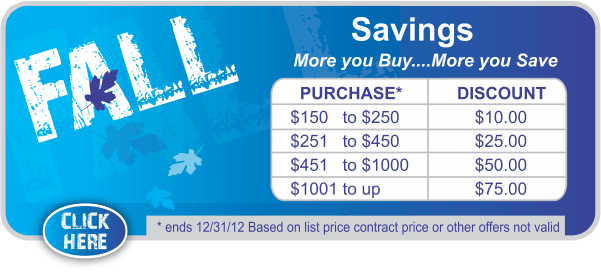 FALL
Savings
More you Buy....More you Save
PURCHASE* DISCOUNT
$150 to $250 $10.00
$251 to $450 $25.00
$451 to $1000 $50.00
$1001 to up $75.00
CLICK
HERE
* ends 12/31/12 Based on list price contract price or other offers not valid